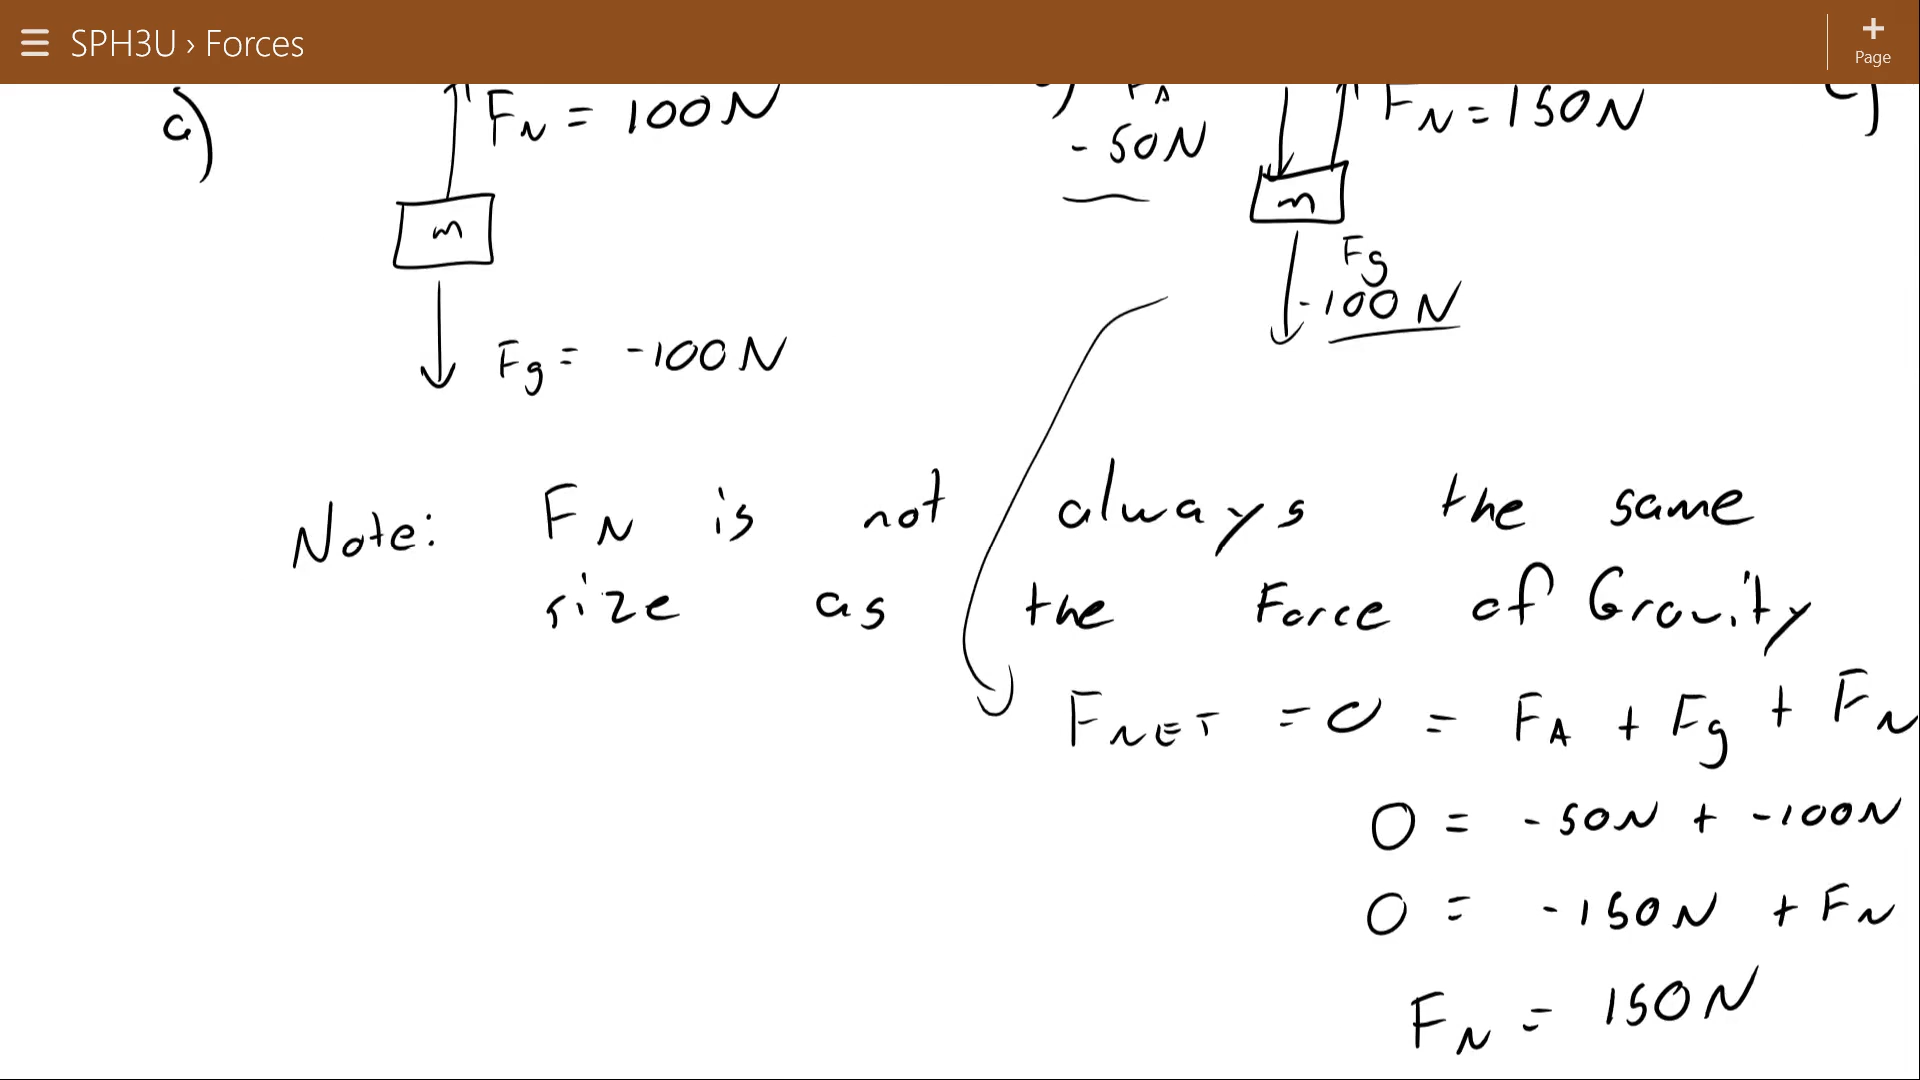 SPH3U › Forces
+ Page
a) FN = 100N
m
Fg = -100N
FA
-50N
FN = 150N
m
Fg
-100N
Note: FN is not always the same
size as the Force of Gravity
FNET = 0 = FA + Fg + FN
0 = -50N + -100N
0 = -150N + FN
FN = 150N